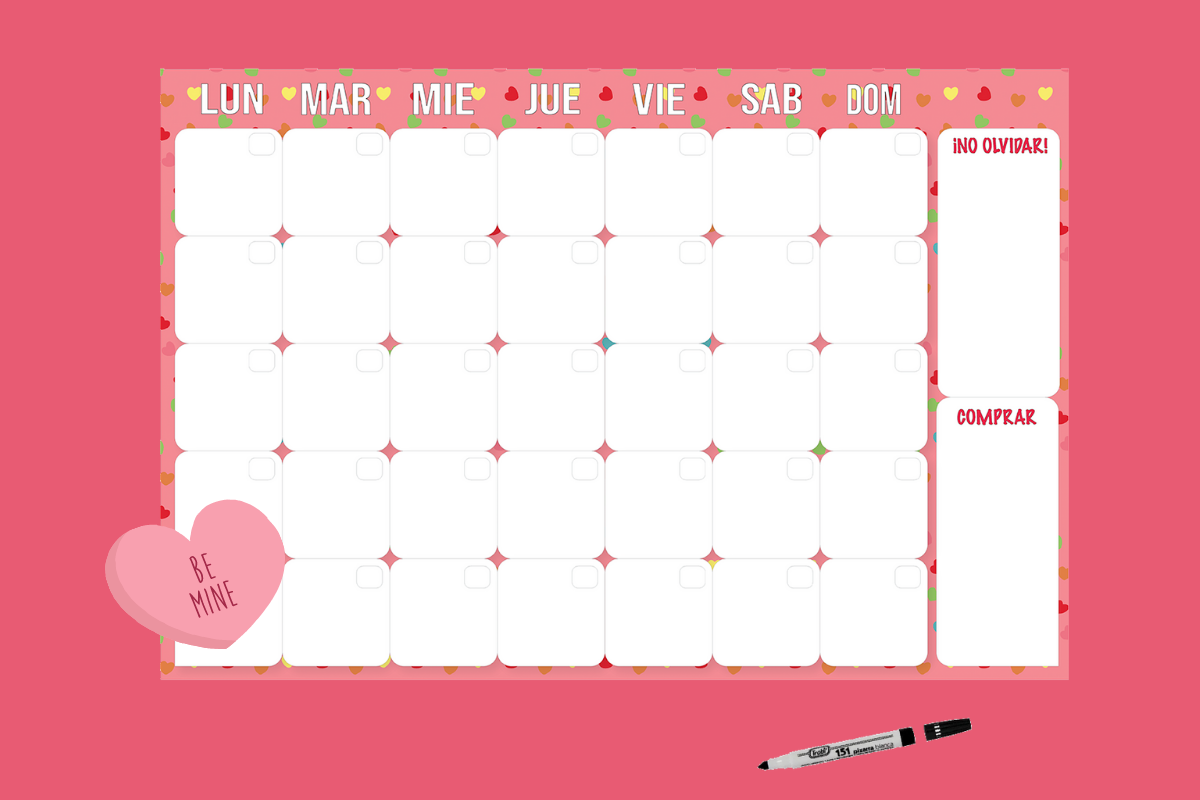 LUN MAR MIE JUE VIE SAB DOM
¡NO OLVIDAR!
COMPRAR
BE
MINE
151 pizarra blanca